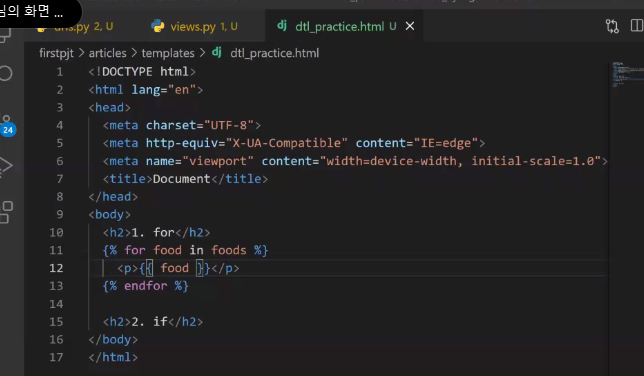 님의 화면 ...
urls.py 2, U
views.py 1, U
dj dtl_practice.html U
firstpjt > articles > templates > dj dtl_practice.html
1 <!DOCTYPE html>
2 <html lang="en">
3 <head>
4 <meta charset="UTF-8">
5 <meta http-equiv="X-UA-Compatible" content="IE=edge">
6 <meta name="viewport" content="width=device-width, initial-scale=1.0">
7 <title>Document</title>
8 </head>
9 <body>
10 <h2>1. for</h2>
11 {% for food in foods %}
12 <p>{{ food }}</p>
13 {% endfor %}
14
15 <h2>2. if</h2>
16 </body>
17 </html>
24